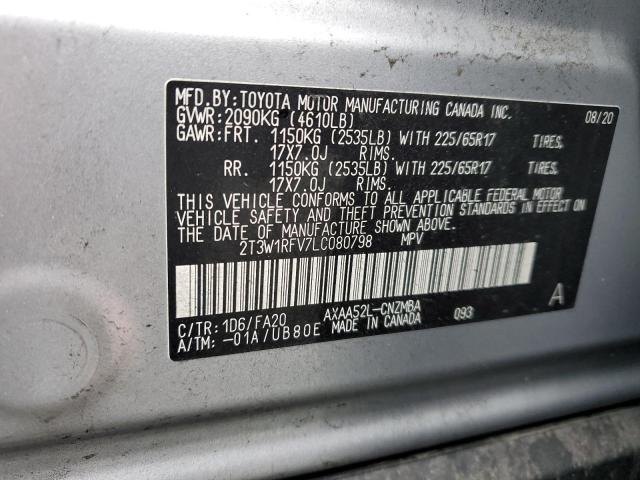 MFD.BY:TOYOTA MOTOR MANUFACTURING CANADA INC. 08/20
GVWR:2090KG (4610LB)
GAWR:FRT. 1150KG (2535LB) WITH 225/65R17 TIRES.
17X7.0J RIMS.
RR. 1150KG (2535LB) WITH 225/65R17 TIRES.
17X7.0J RIMS.
THIS VEHICLE CONFORMS TO ALL APPLICABLE FEDERAL MOTOR
VEHICLE SAFETY AND THEFT PREVENTION STANDARDS IN EFFECT ON
THE DATE OF MANUFACTURE SHOWN ABOVE.
2T3W1RFV7LC080798 MPV
C/TR: 1D6/FA20 AXAA52L-CNZMBA 093 A
A/TM: -01A/UB80E MADE IN CANADA